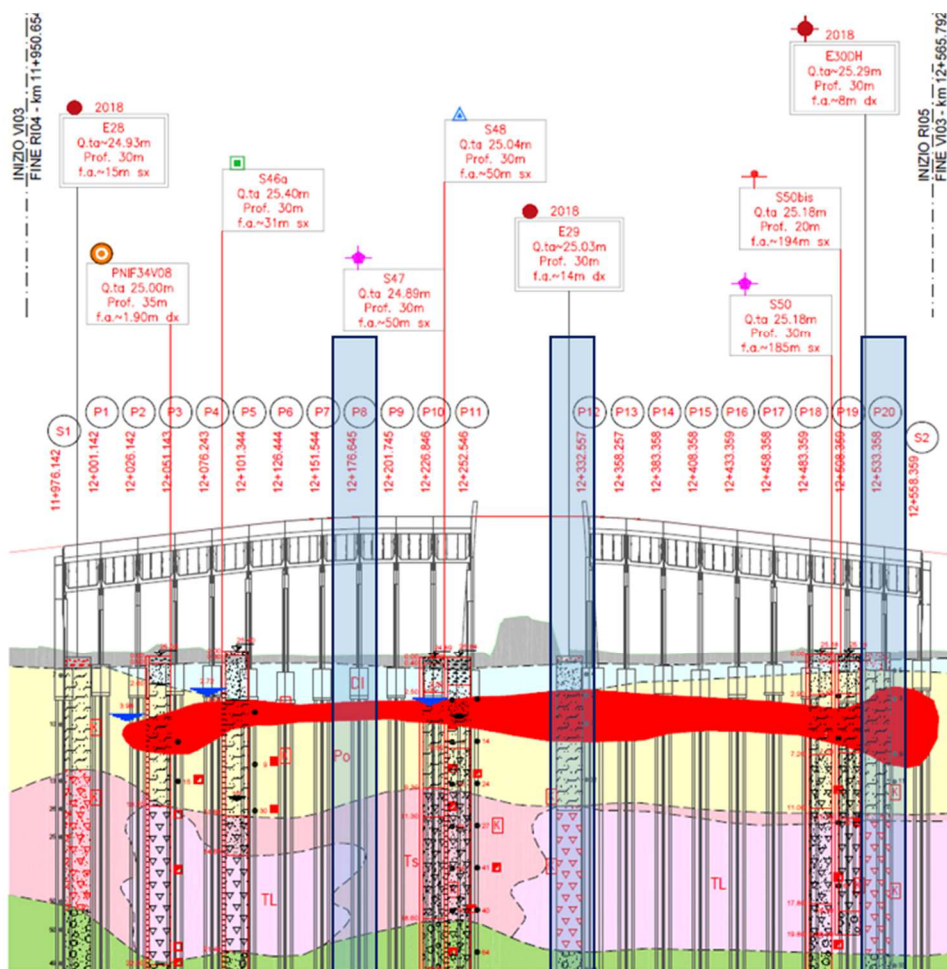 INIZIO VI03
FINE RI04 - km 11+950.654
2018
E28
Q.ta~24.93m
Prof. 30m
f.a.~15m sx
PNIF34V08
Q.ta 25.00m
Prof. 35m
f.a.~1.90m dx
S46a
Q.ta 25.40m
Prof. 30m
f.a.~31m sx
S47
Q.ta 24.89m
Prof. 30m
f.a.~50m sx
S48
Q.ta 25.04m
Prof. 30m
f.a.~50m sx
2018
E29
Q.ta~25.03m
Prof. 30m
f.a.~14m dx
S50bis
Q.ta 25.18m
Prof. 20m
f.a.~194m sx
S50
Q.ta 25.18m
Prof. 30m
f.a.~185m sx
2018
E30DH
Q.ta~25.29m
Prof. 30m
f.a.~8m dx
INIZIO RI05
FINE VI03 - km 12+565.792
S1
P1
P2
P3
P4
P5
P6
P7
P8
P9
P10
P11
P12
P13
P14
P15
P16
P17
P18
P19
P20
S2
11+976.142
12+001.142
12+026.142
12+051.143
12+076.243
12+101.344
12+126.444
12+151.544
12+176.645
12+201.745
12+226.846
12+252.546
12+332.557
12+358.257
12+383.358
12+408.358
12+433.359
12+458.358
12+483.359
12+508.359
12+533.358
12+558.359
Dl
Po
K
Ts
TL
TL
K
K